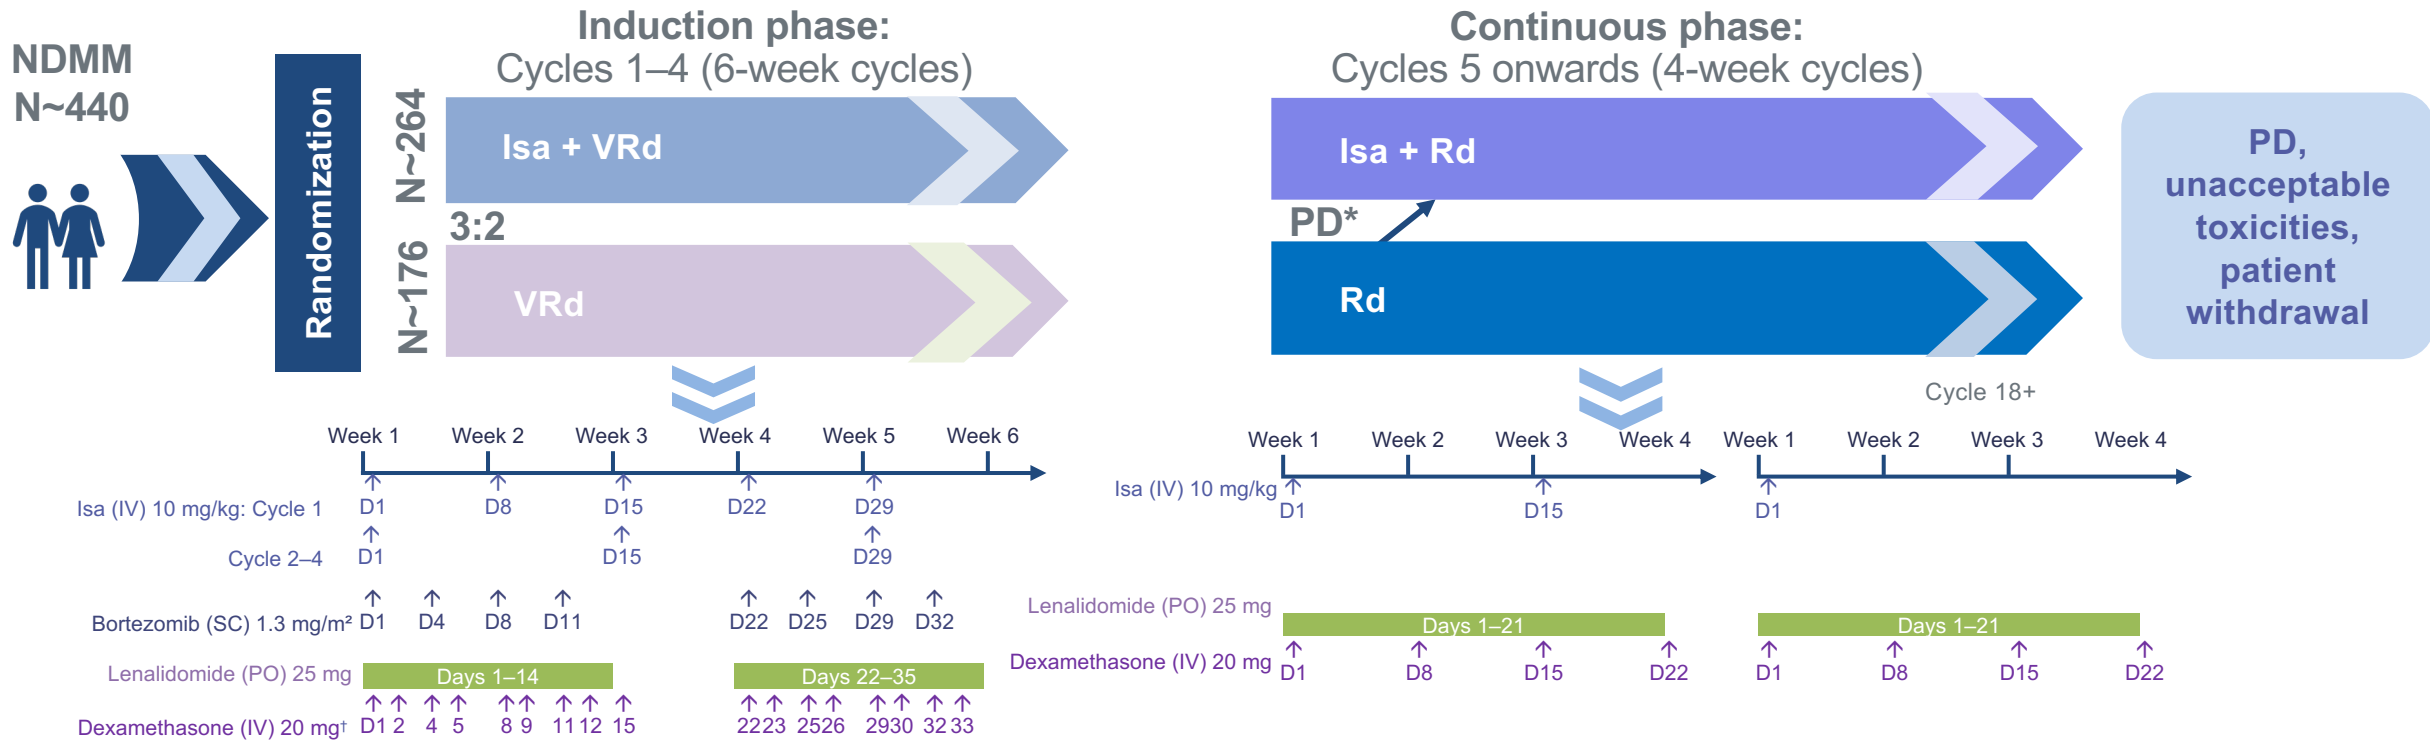 NDMM
N~440
Randomization
Induction phase:
Cycles 1–4 (6-week cycles)
N~264
Isa + VRd
3:2
N~176
VRd
Continuous phase:
Cycles 5 onwards (4-week cycles)
Isa + Rd
PD*
Rd
PD,
unacceptable
toxicities,
patient
withdrawal
Week 1 Week 2 Week 3 Week 4 Week 5 Week 6
Isa (IV) 10 mg/kg: Cycle 1 D1 D8 D15 D22 D29
Cycle 2–4 D1 D15 D29
Bortezomib (SC) 1.3 mg/m² D1 D4 D8 D11 D22 D25 D29 D32
Lenalidomide (PO) 25 mg Days 1–14 Days 22–35
Dexamethasone (IV) 20 mg† D1 2 4 5 8 9 11 12 15 22 23 25 26 29 30 32 33
Cycle 18+
Week 1 Week 2 Week 3 Week 4 Week 1 Week 2 Week 3 Week 4
Isa (IV) 10 mg/kg D1 D15 D1
Lenalidomide (PO) 25 mg Days 1–21 Days 1–21
Dexamethasone (IV) 20 mg D1 D8 D15 D22 D1 D8 D15 D22